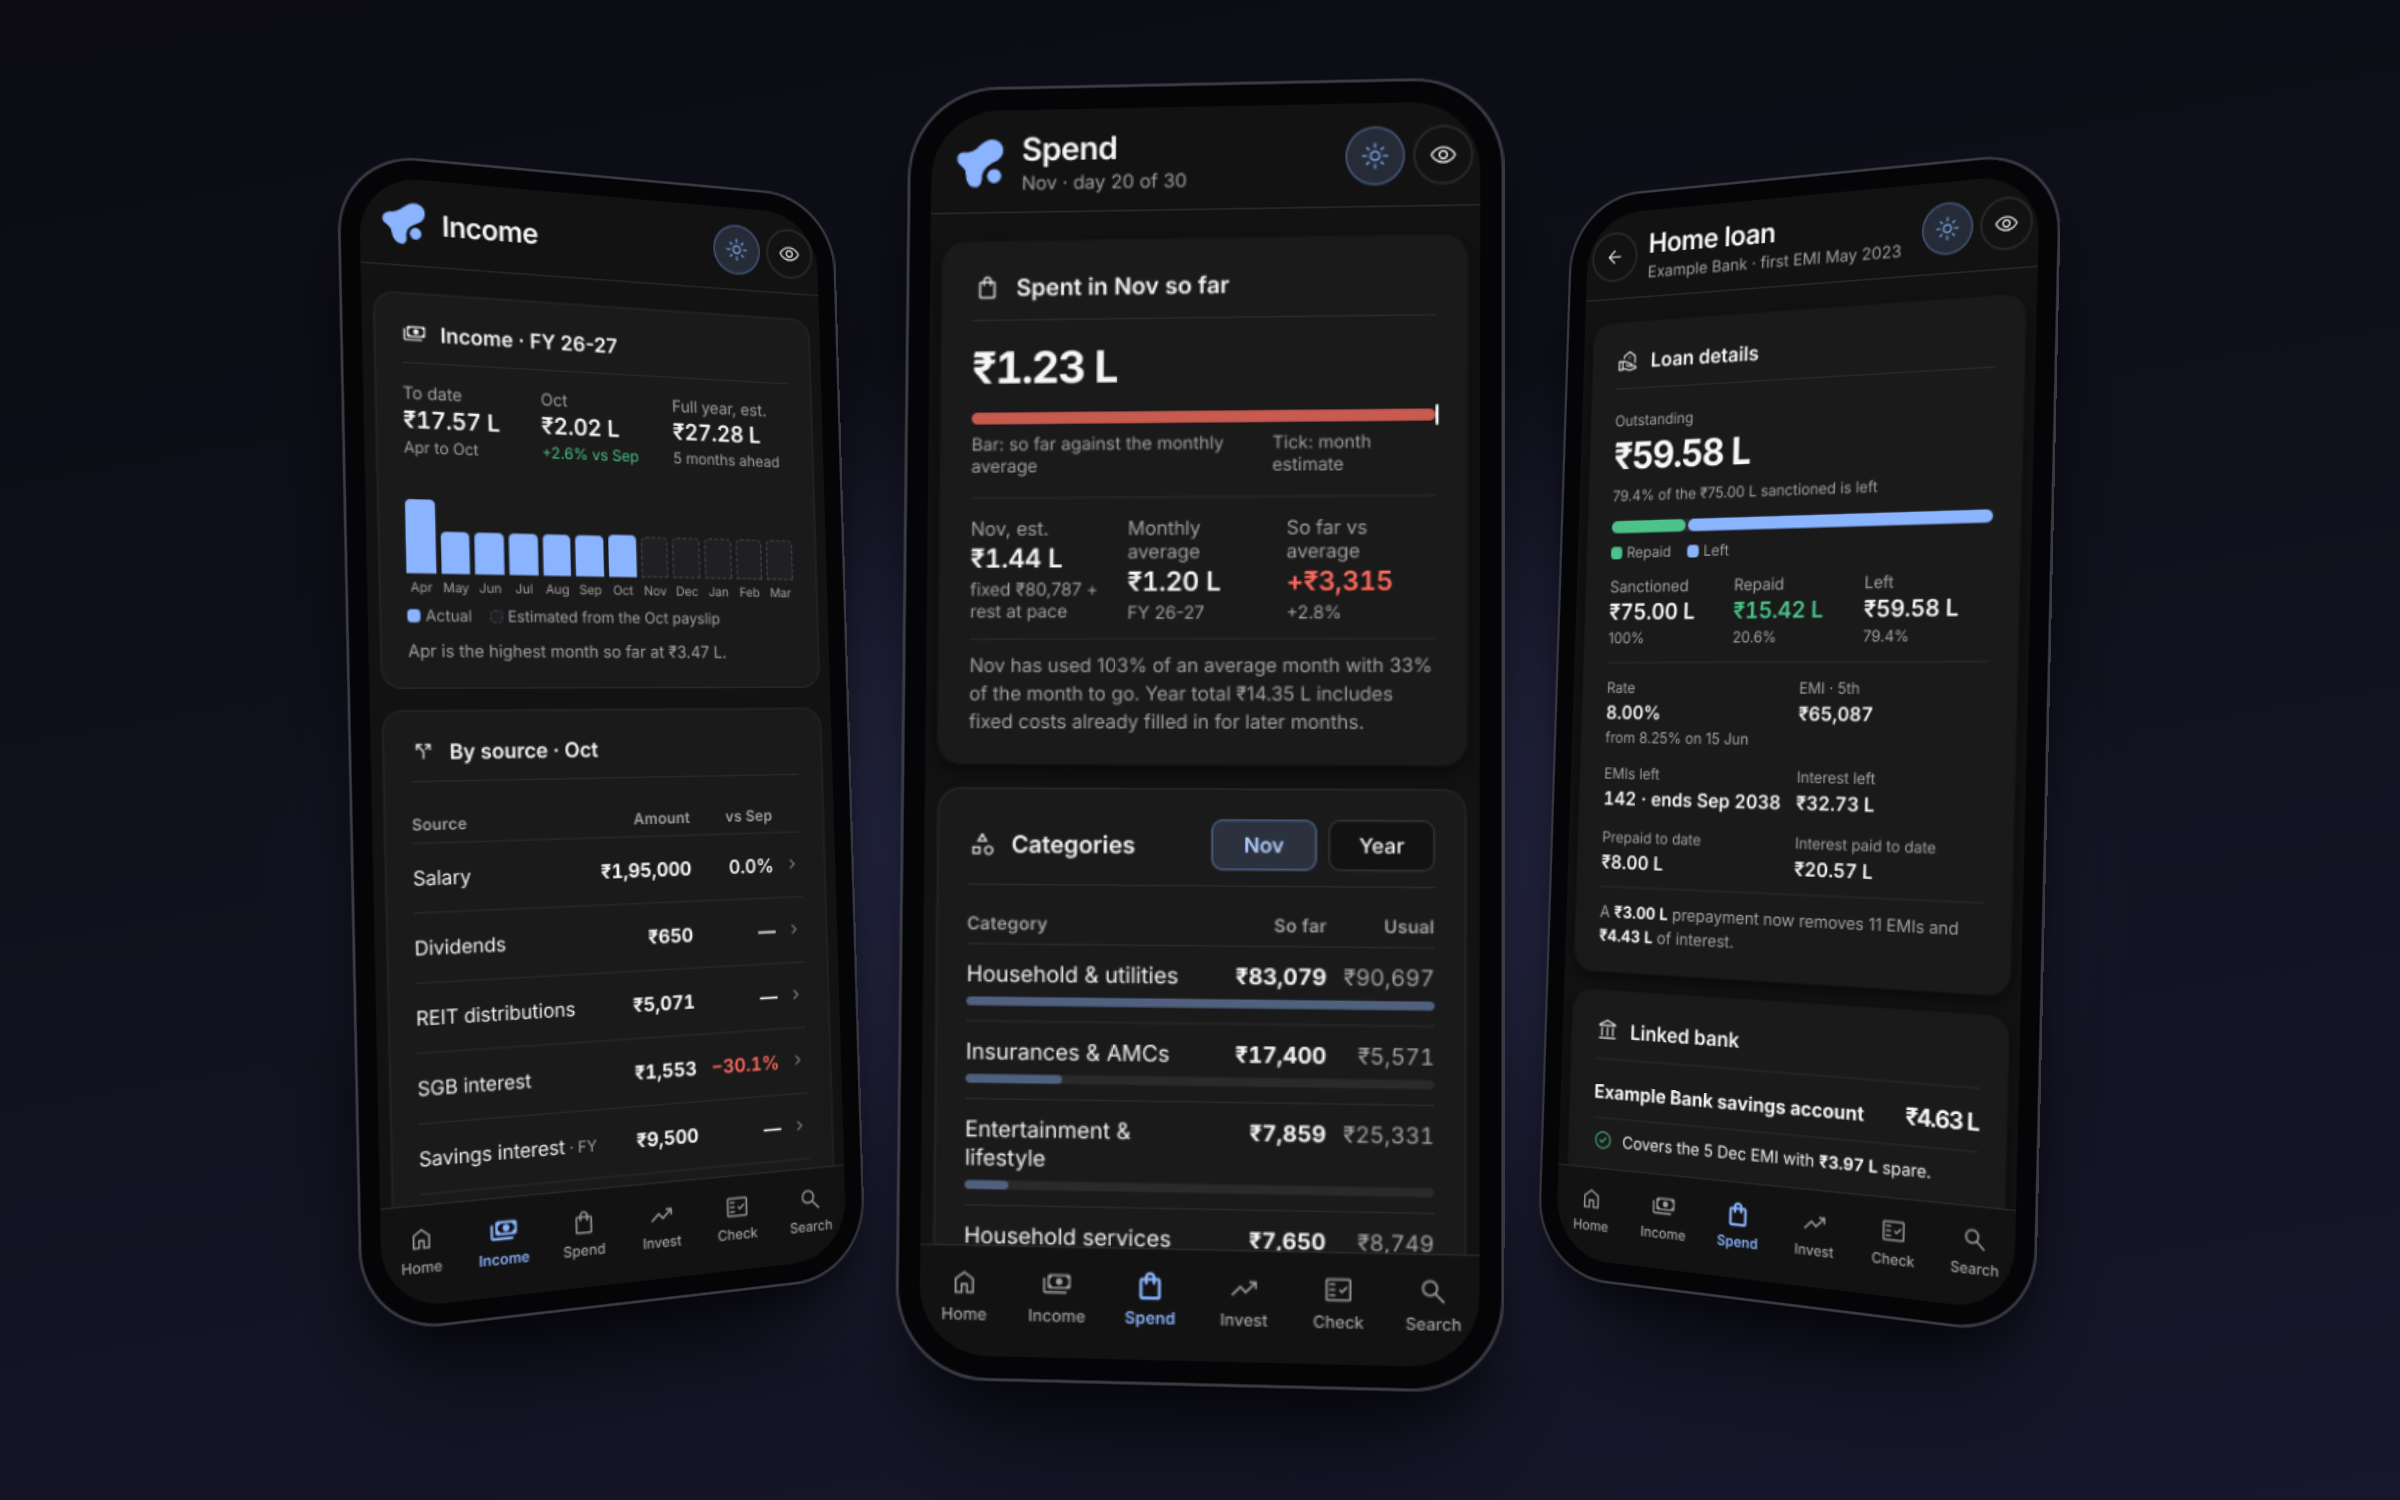 Income
Income · FY 26-27
To date
₹17.57 L
Apr to Oct
Oct
₹2.02 L
+2.6% vs Sep
Full year, est.
₹27.28 L
5 months ahead
Apr May Jun Jul Aug Sep Oct Nov Dec Jan Feb Mar
Actual Estimated from the Oct payslip
Apr is the highest month so far at ₹3.47 L.
By source · Oct
Source Amount vs Sep
Salary ₹1,95,000 0.0%
Dividends ₹650 —
REIT distributions ₹5,071 —
SGB interest ₹1,553 −30.1%
Savings interest · FY ₹9,500 —
Home Income Spend Invest Check Search
Spend
Nov · day 20 of 30
Spent in Nov so far
₹1.23 L
Bar: so far against the monthly
average
Tick: month
estimate
Nov, est.
₹1.44 L
fixed ₹80,787 +
rest at pace
Monthly
average
₹1.20 L
FY 26-27
So far vs
average
+₹3,315
+2.8%
Nov has used 103% of an average month with 33%
of the month to go. Year total ₹14.35 L includes
fixed costs already filled in for later months.
Categories Nov Year
Category So far Usual
Household & utilities ₹83,079 ₹90,697
Insurances & AMCs ₹17,400 ₹5,571
Entertainment &
lifestyle
₹7,859 ₹25,331
Household services ₹7,650 ₹8,749
Home Income Spend Invest Check Search
Home loan
Example Bank · first EMI May 2023
Loan details
Outstanding
₹59.58 L
79.4% of the ₹75.00 L sanctioned is left
Repaid Left
Sanctioned
₹75.00 L
100%
Repaid
₹15.42 L
20.6%
Left
₹59.58 L
79.4%
Rate
8.00%
from 8.25% on 15 Jun
EMI · 5th
₹65,087
EMIs left
142 · ends Sep 2038
Interest left
₹32.73 L
Prepaid to date
₹8.00 L
Interest paid to date
₹20.57 L
A ₹3.00 L prepayment now removes 11 EMIs and
₹4.43 L of interest.
Linked bank
Example Bank savings account ₹4.63 L
Covers the 5 Dec EMI with ₹3.97 L spare.
Home Income Spend Invest Check Search